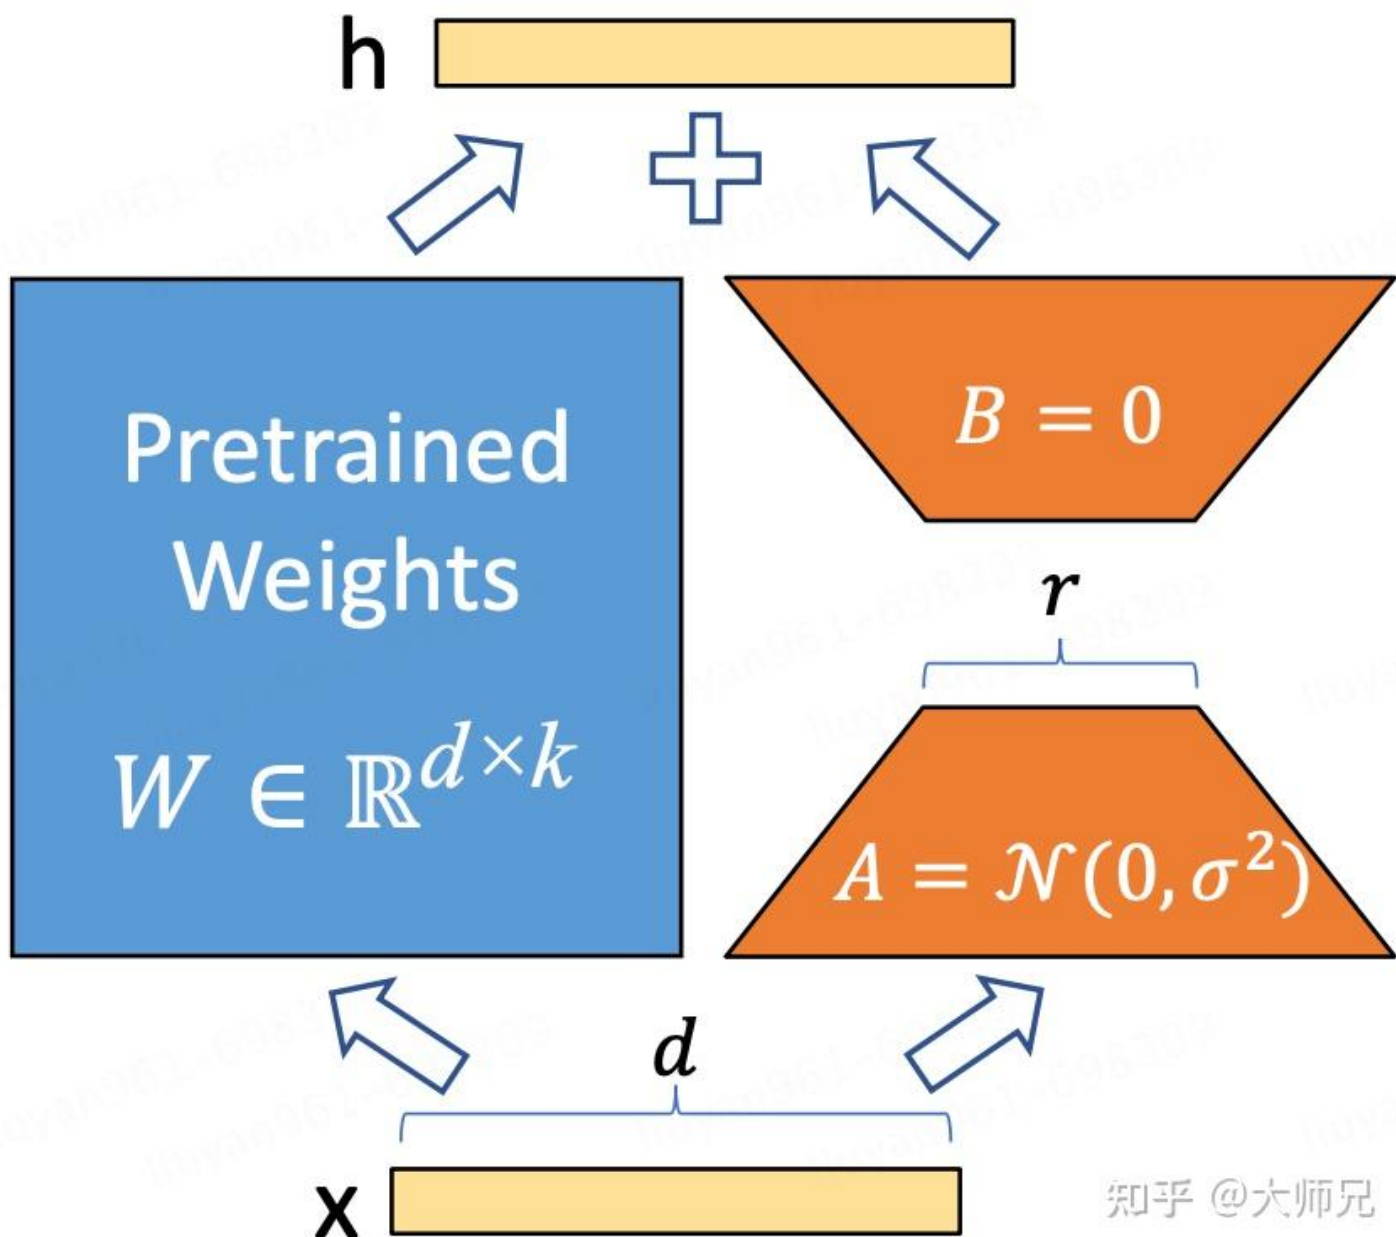 h
Pretrained
Weights
W ∈ ℝ^{d×k}
B = 0
r
A = 𝒩(0, σ²)
d
x
知乎 @大师兄